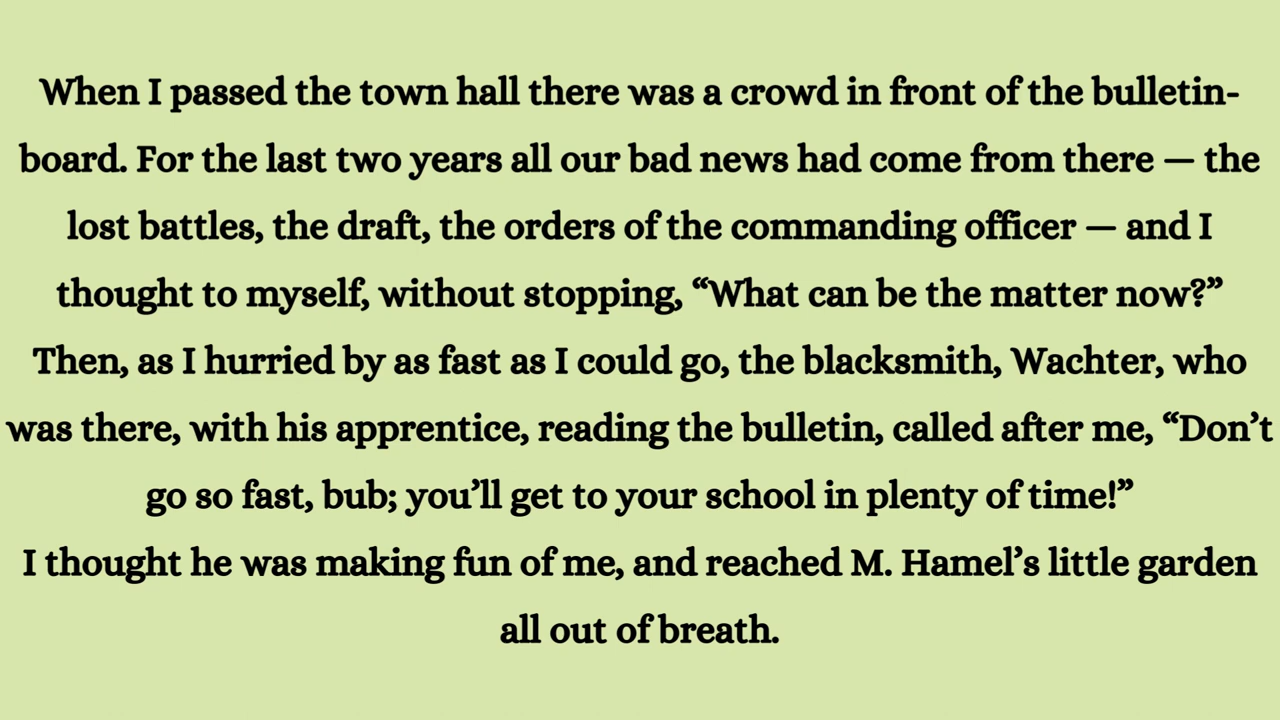 When I passed the town hall there was a crowd in front of the bulletin-
board. For the last two years all our bad news had come from there — the
lost battles, the draft, the orders of the commanding officer — and I
thought to myself, without stopping, “What can be the matter now?”
Then, as I hurried by as fast as I could go, the blacksmith, Wachter, who
was there, with his apprentice, reading the bulletin, called after me, “Don’t
go so fast, bub; you’ll get to your school in plenty of time!”
I thought he was making fun of me, and reached M. Hamel’s little garden
all out of breath.